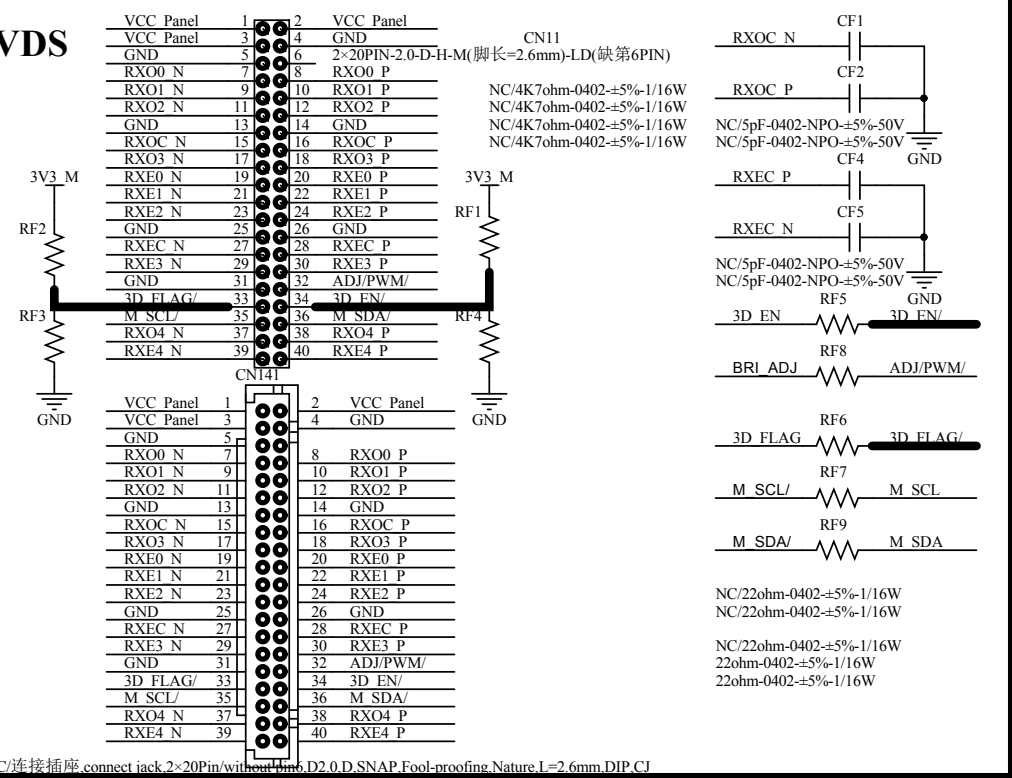 VDS
VCC_Panel 1 2 VCC_Panel
VCC_Panel 3 4 GND
GND 5 6
RXO0_N 7 8 RXO0_P
RXO1_N 9 10 RXO1_P
RXO2_N 11 12 RXO2_P
GND 13 14 GND
RXOC_N 15 16 RXOC_P
RXO3_N 17 18 RXO3_P
RXE0_N 19 20 RXE0_P
RXE1_N 21 22 RXE1_P
RXE2_N 23 24 RXE2_P
GND 25 26 GND
RXEC_N 27 28 RXEC_P
RXE3_N 29 30 RXE3_P
GND 31 32 ADJ/PWM/
3D_FLAG/ 33 34 3D_EN/
M_SCL/ 35 36 M_SDA/
RXO4_N 37 38 RXO4_P
RXE4_N 39 40 RXE4_P
CN11
2×20PIN-2.0-D-H-M(脚长=2.6mm)-LD(缺第6PIN)
NC/4K7ohm-0402-±5%-1/16W
NC/4K7ohm-0402-±5%-1/16W
NC/4K7ohm-0402-±5%-1/16W
NC/4K7ohm-0402-±5%-1/16W
3V3_M
RF2
RF3
GND
3V3_M
RF1
RF4
GND
CN141
VCC_Panel 1 2 VCC_Panel
VCC_Panel 3 4 GND
GND 5
RXO0_N 7 8 RXO0_P
RXO1_N 9 10 RXO1_P
RXO2_N 11 12 RXO2_P
GND 13 14 GND
RXOC_N 15 16 RXOC_P
RXO3_N 17 18 RXO3_P
RXE0_N 19 20 RXE0_P
RXE1_N 21 22 RXE1_P
RXE2_N 23 24 RXE2_P
GND 25 26 GND
RXEC_N 27 28 RXEC_P
RXE3_N 29 30 RXE3_P
GND 31 32 ADJ/PWM/
3D_FLAG/ 33 34 3D_EN/
M_SCL/ 35 36 M_SDA/
RXO4_N 37 38 RXO4_P
RXE4_N 39 40 RXE4_P
C/连接插座,connect jack,2×20Pin/without pin6,D2.0,D,SNAP,Fool-proofing,Nature,L=2.6mm,DIP,CJ
CF1
RXOC_N
CF2
RXOC_P
NC/5pF-0402-NPO-±5%-50V
NC/5pF-0402-NPO-±5%-50V
GND
CF4
RXEC_P
CF5
RXEC_N
NC/5pF-0402-NPO-±5%-50V
NC/5pF-0402-NPO-±5%-50V
GND
RF5
3D_EN 3D_EN/
RF8
BRI_ADJ ADJ/PWM/
RF6
3D_FLAG 3D_FLAG/
RF7
M_SCL/ M_SCL
RF9
M_SDA/ M_SDA
NC/22ohm-0402-±5%-1/16W
NC/22ohm-0402-±5%-1/16W
NC/22ohm-0402-±5%-1/16W
22ohm-0402-±5%-1/16W
22ohm-0402-±5%-1/16W